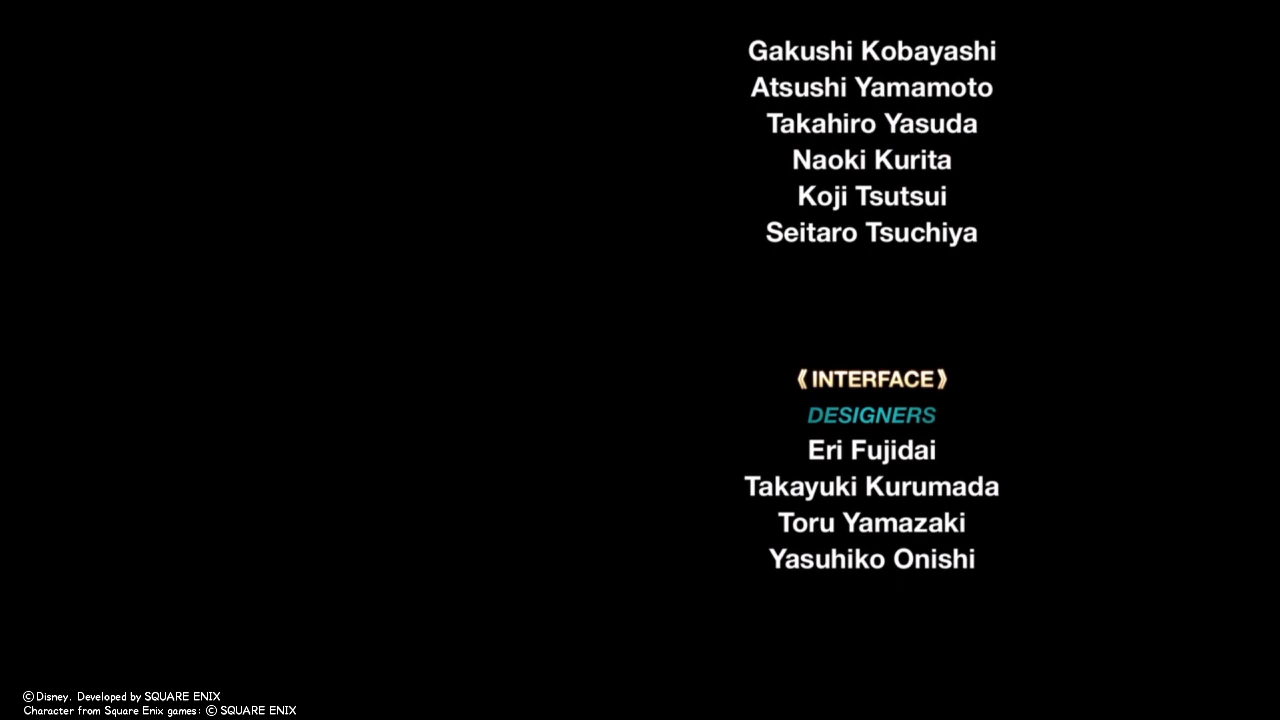 Gakushi Kobayashi
Atsushi Yamamoto
Takahiro Yasuda
Naoki Kurita
Koji Tsutsui
Seitaro Tsuchiya
《INTERFACE》
DESIGNERS
Eri Fujidai
Takayuki Kurumada
Toru Yamazaki
Yasuhiko Onishi
©Disney. Developed by SQUARE ENIX
Character from Square Enix games: © SQUARE ENIX